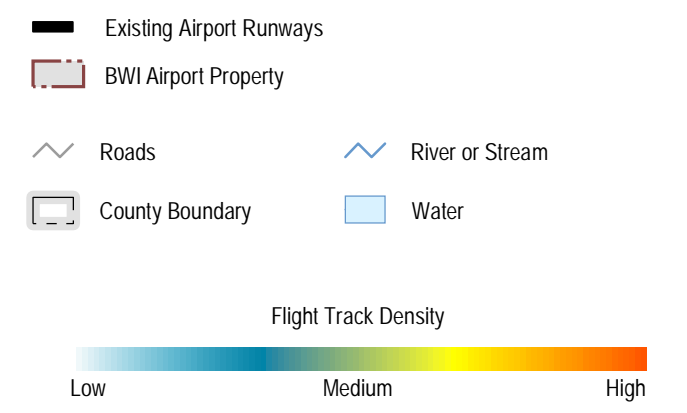 Existing Airport Runways
BWI Airport Property
Roads
River or Stream
County Boundary
Water
Flight Track Density
Low Medium High